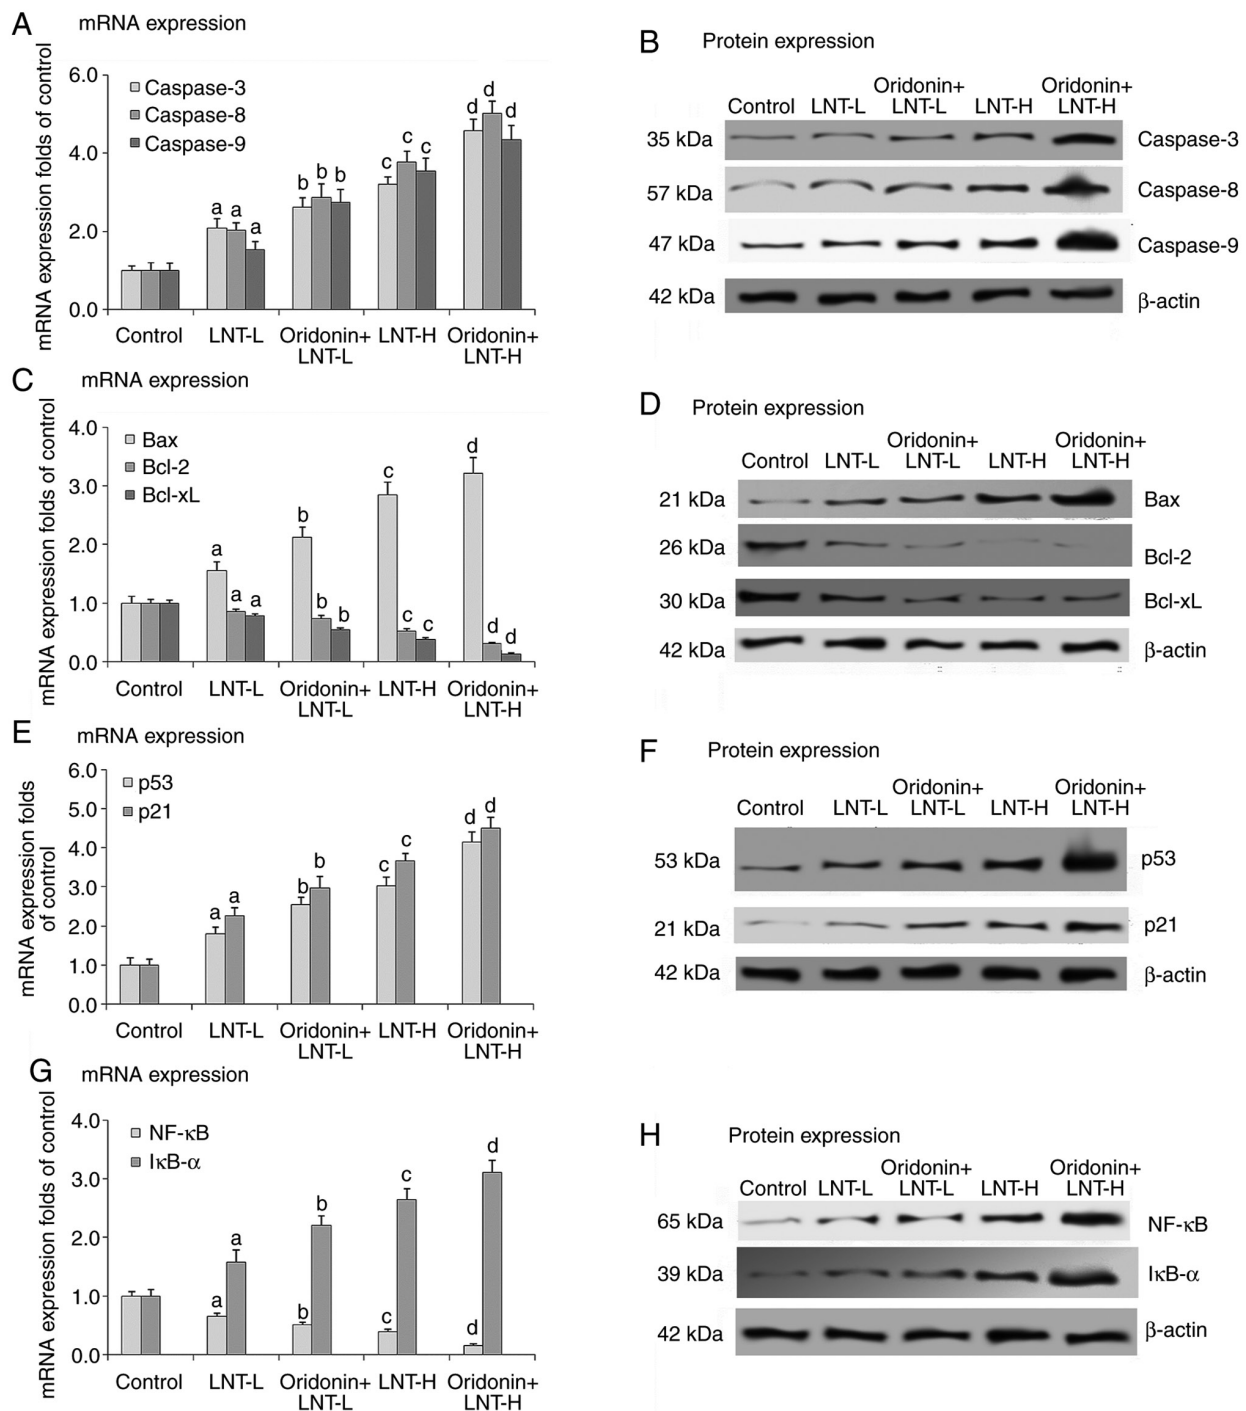 A
mRNA expression
mRNA expression folds of control
6.0
4.0
2.0
0.0
Caspase-3
Caspase-8
Caspase-9
a a a
b b b
c c c
d d d
Control LNT-L Oridonin+ LNT-H Oridonin+
LNT-L LNT-H
B
Protein expression
Oridonin+ Oridonin+
Control LNT-L LNT-L LNT-H LNT-H
35 kDa Caspase-3
57 kDa Caspase-8
47 kDa Caspase-9
42 kDa β-actin
C
mRNA expression
mRNA expression folds of control
4.0
3.0
2.0
1.0
0.0
Bax
Bcl-2
Bcl-xL
a a a
b b b
c c c
d d d
Control LNT-L Oridonin+ LNT-H Oridonin+
LNT-L LNT-H
D
Protein expression
Oridonin+ Oridonin+
Control LNT-L LNT-L LNT-H LNT-H
21 kDa Bax
26 kDa Bcl-2
30 kDa Bcl-xL
42 kDa β-actin
E
mRNA expression
mRNA expression folds
of control
6.0
5.0
4.0
3.0
2.0
1.0
0.0
p53
p21
a a
b b
c c
d d
Control LNT-L Oridonin+ LNT-H Oridonin+
LNT-L LNT-H
F
Protein expression
Oridonin+ Oridonin+
Control LNT-L LNT-L LNT-H LNT-H
53 kDa p53
21 kDa p21
42 kDa β-actin
G
mRNA expression
mRNA expression folds of control
4.0
3.0
2.0
1.0
0.0
NF-κB
IκB-α
a a
b b
c c
d d
Control LNT-L Oridonin+ LNT-H Oridonin+
LNT-L LNT-H
H
Protein expression
Oridonin+ Oridonin+
Control LNT-L LNT-L LNT-H LNT-H
65 kDa NF-κB
39 kDa IκB-α
42 kDa β-actin